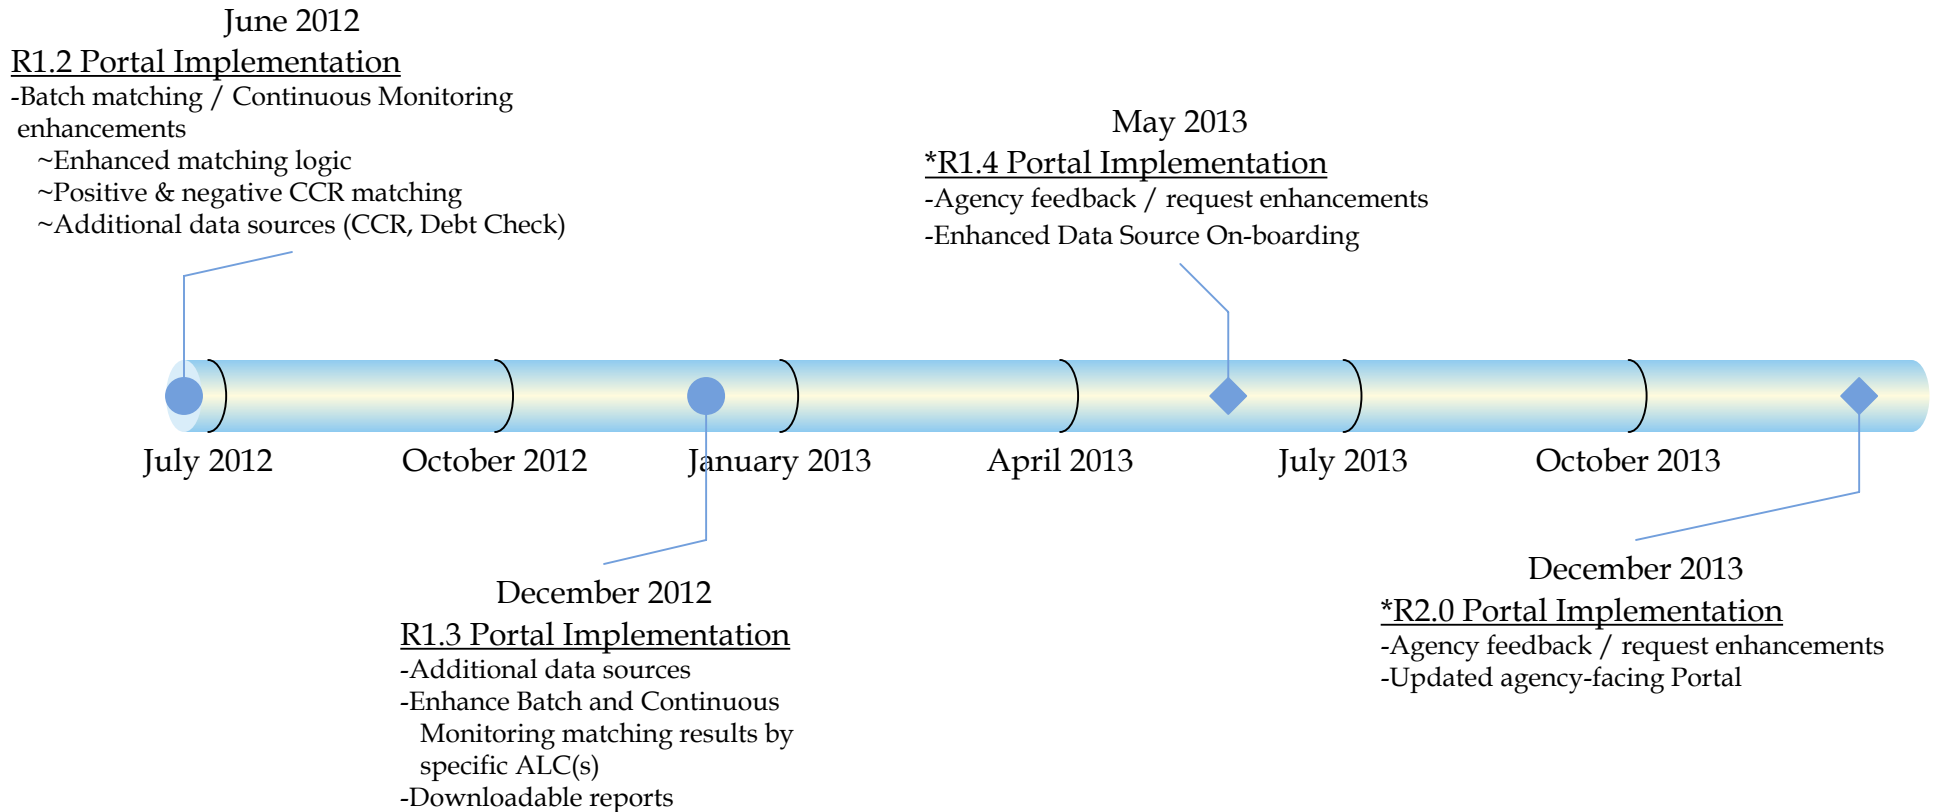 June 2012
R1.2 Portal Implementation
-Batch matching / Continuous Monitoring
enhancements
~Enhanced matching logic
~Positive & negative CCR matching
~Additional data sources (CCR, Debt Check)
May 2013
*R1.4 Portal Implementation
-Agency feedback / request enhancements
-Enhanced Data Source On-boarding
July 2012
October 2012
January 2013
April 2013
July 2013
October 2013
December 2012
R1.3 Portal Implementation
-Additional data sources
-Enhance Batch and Continuous
Monitoring matching results by
specific ALC(s)
-Downloadable reports
December 2013
*R2.0 Portal Implementation
-Agency feedback / request enhancements
-Updated agency-facing Portal